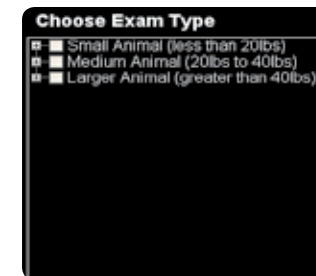 Choose Exam Type
Small Animal (less than 20lbs)
Medium Animal (20lbs to 40lbs)
Larger Animal (greater than 40lbs)